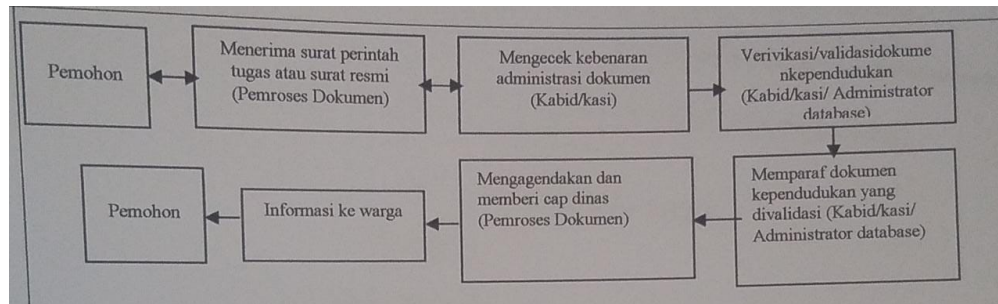 Pemohon
Menerima surat perintah
tugas atau surat resmi
(Pemroses Dokumen)
Mengecek kebenaran
administrasi dokumen
(Kabid/kasi)
Verivikasi/validasidokume
nkependudukan
(Kabid/kasi/ Administrator
database)
Memparaf dokumen
kependudukan yang
divalidasi (Kabid/kasi/
Administrator database)
Mengagendakan dan
memberi cap dinas
(Pemroses Dokumen)
Informasi ke warga
Pemohon